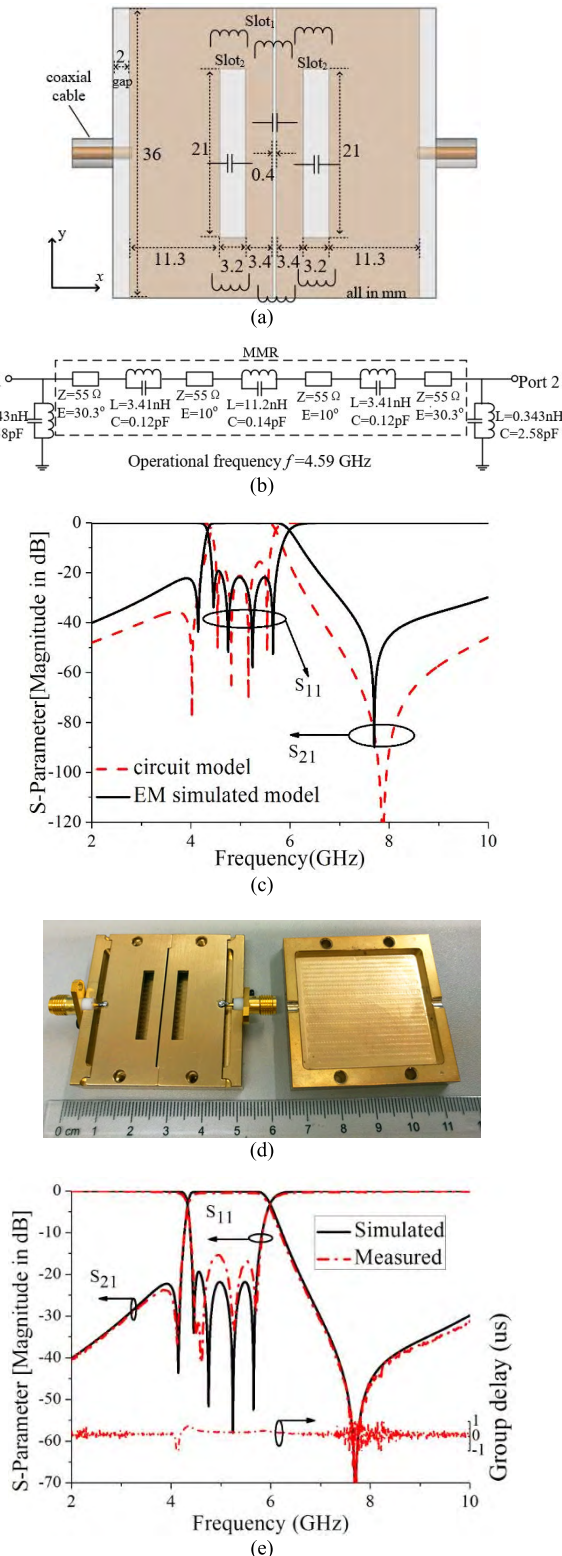 Slot₁
Slot₂
Slot₂
2
gap
coaxial
cable
36
21
21
0.4
y
x
11.3
3.2
3.4
3.4
3.2
11.3
all in mm
(a)
MMR
Port 2
Z=55 Ω
E=30.3°
L=3.41nH
C=0.12pF
Z=55 Ω
E=10°
L=11.2nH
C=0.14pF
Z=55 Ω
E=10°
L=3.41nH
C=0.12pF
Z=55 Ω
E=30.3°
43nH
8pF
L=0.343nH
C=2.58pF
Operational frequency f =4.59 GHz
(b)
S-Parameter[Magnitude in dB]
0
-20
-40
-60
-80
-100
-120
S₁₁
S₂₁
circuit model
EM simulated model
2
4
6
8
10
Frequency(GHz)
(c)
0 cm 1 2 3 4 5 6 7 8 9 10 11
(d)
S-Parameter [Magnitude in dB]
0
-10
-20
-30
-40
-50
-60
-70
S₁₁
S₂₁
Simulated
Measured
1
0
-1
Group delay (us)
2
4
6
8
10
Frequency (GHz)
(e)